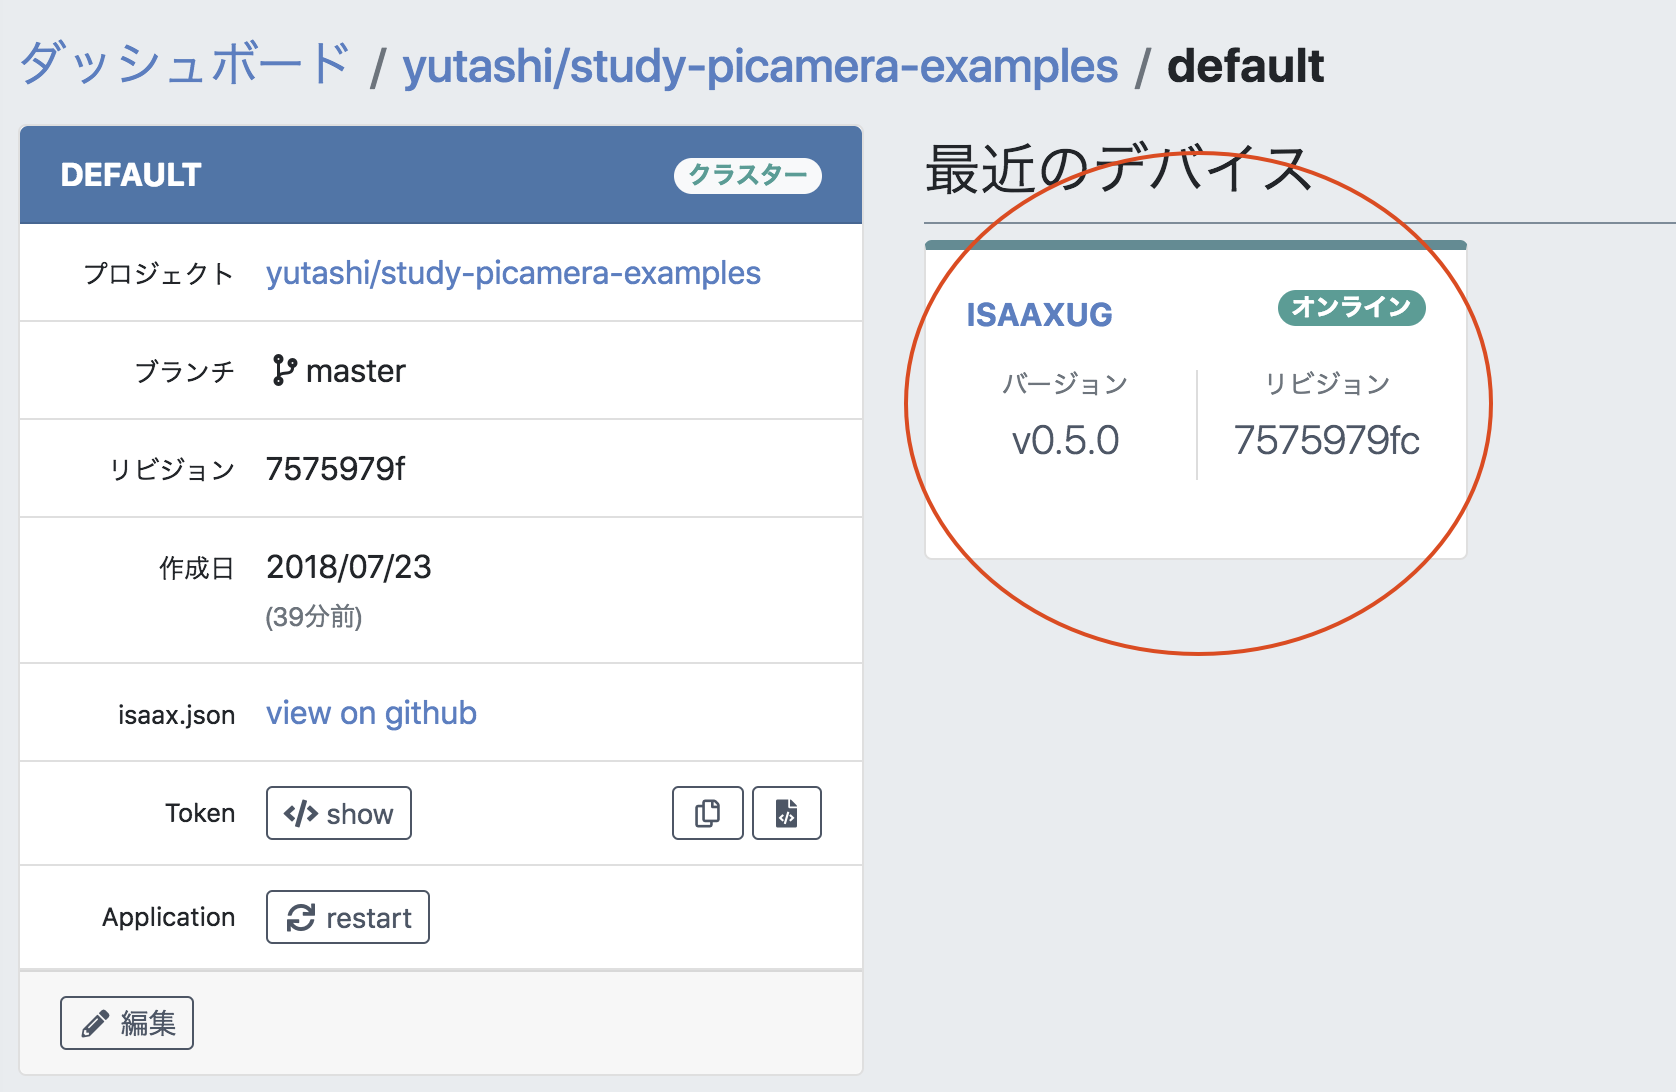 ダッシュボード / yutashi/study-picamera-examples / default
DEFAULT クラスター
プロジェクト yutashi/study-picamera-examples
ブランチ master
リビジョン 7575979f
作成日 2018/07/23
(39分前)
isaax.json view on github
Token </> show
Application restart
編集
最近のデバイス
ISAAXUG オンライン
バージョン リビジョン
v0.5.0 7575979fc